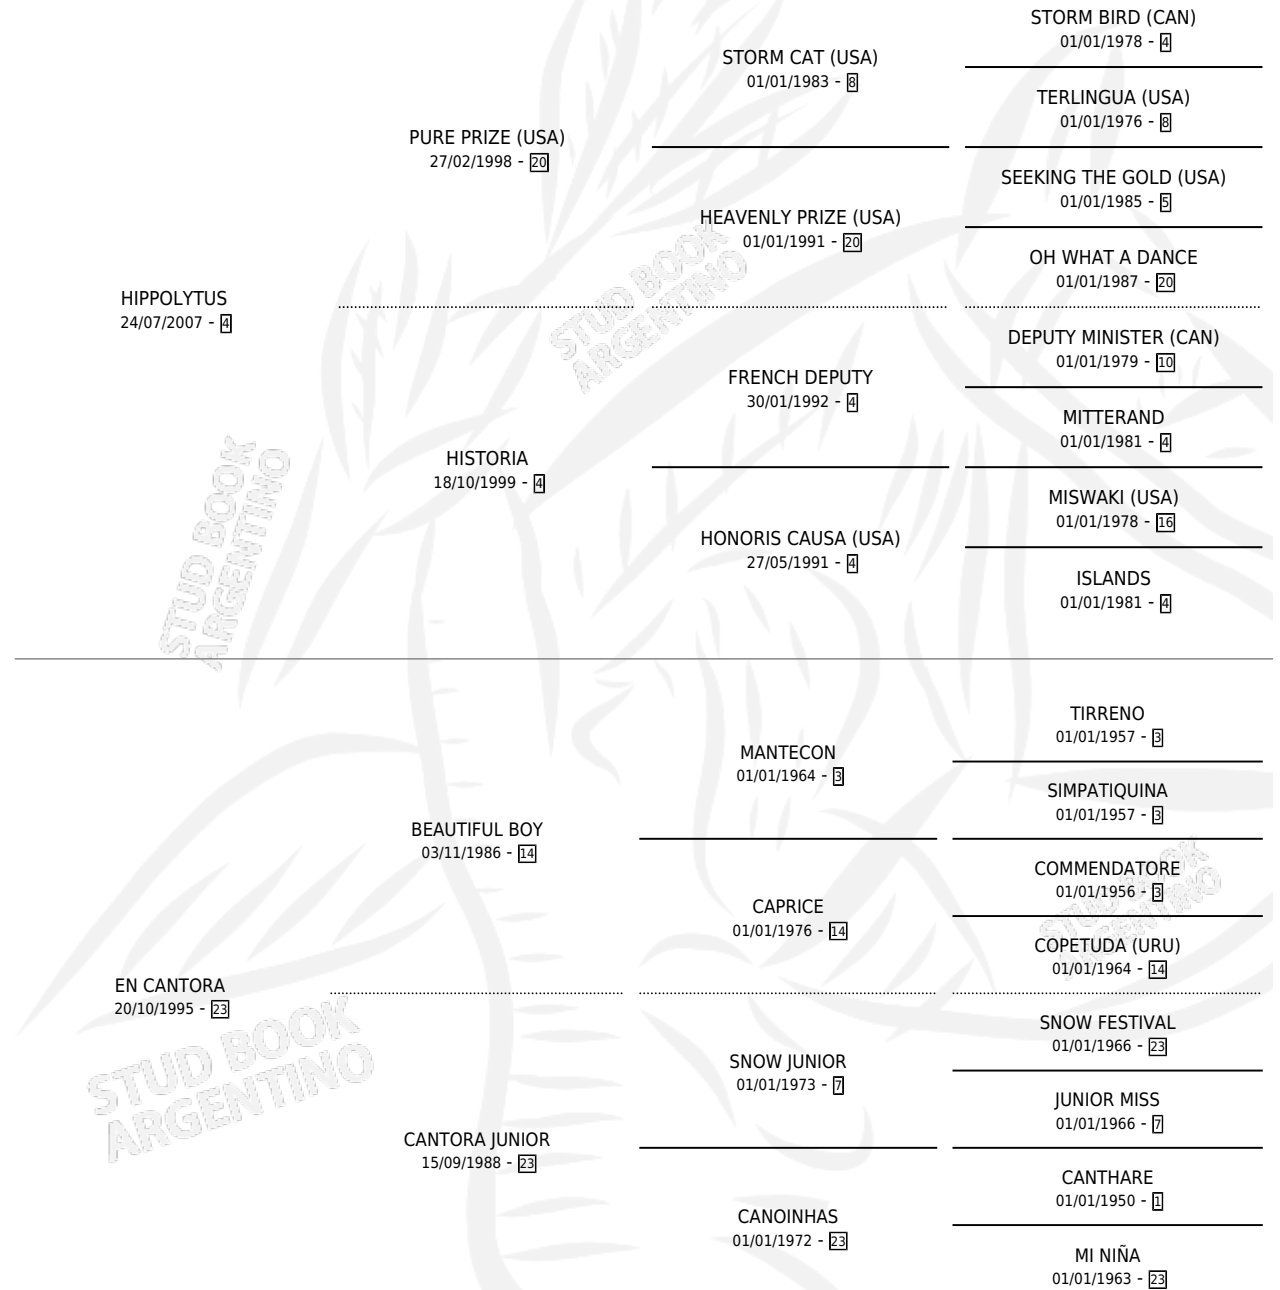 STORM BIRD (CAN)
01/01/1978 - 4
STORM CAT (USA)
01/01/1983 - 8
TERLINGUA (USA)
01/01/1976 - 8
PURE PRIZE (USA)
27/02/1998 - 20
SEEKING THE GOLD (USA)
01/01/1985 - 5
HEAVENLY PRIZE (USA)
01/01/1991 - 20
OH WHAT A DANCE
01/01/1987 - 20
HIPPOLYTUS
24/07/2007 - 4
DEPUTY MINISTER (CAN)
01/01/1979 - 10
FRENCH DEPUTY
30/01/1992 - 4
MITTERAND
01/01/1981 - 4
HISTORIA
18/10/1999 - 4
MISWAKI (USA)
01/01/1978 - 16
HONORIS CAUSA (USA)
27/05/1991 - 4
ISLANDS
01/01/1981 - 4
STUD BOOK
ARGENTINO
STUD BOOK
ARGENTINO
TIRRENO
01/01/1957 - 3
MANTECON
01/01/1964 - 3
SIMPATIQUINA
01/01/1957 - 3
BEAUTIFUL BOY
03/11/1986 - 14
COMMENDATORE
01/01/1956 - 3
CAPRICE
01/01/1976 - 14
COPETUDA (URU)
01/01/1964 - 14
EN CANTORA
20/10/1995 - 23
SNOW FESTIVAL
01/01/1966 - 23
SNOW JUNIOR
01/01/1973 - 7
JUNIOR MISS
01/01/1966 - 7
CANTORA JUNIOR
15/09/1988 - 23
CANTHARE
01/01/1950 - 1
CANOINHAS
01/01/1972 - 23
MI NIÑA
01/01/1963 - 23
STUD BOOK
ARGENTINO
STUD BOOK
ARGENTINO